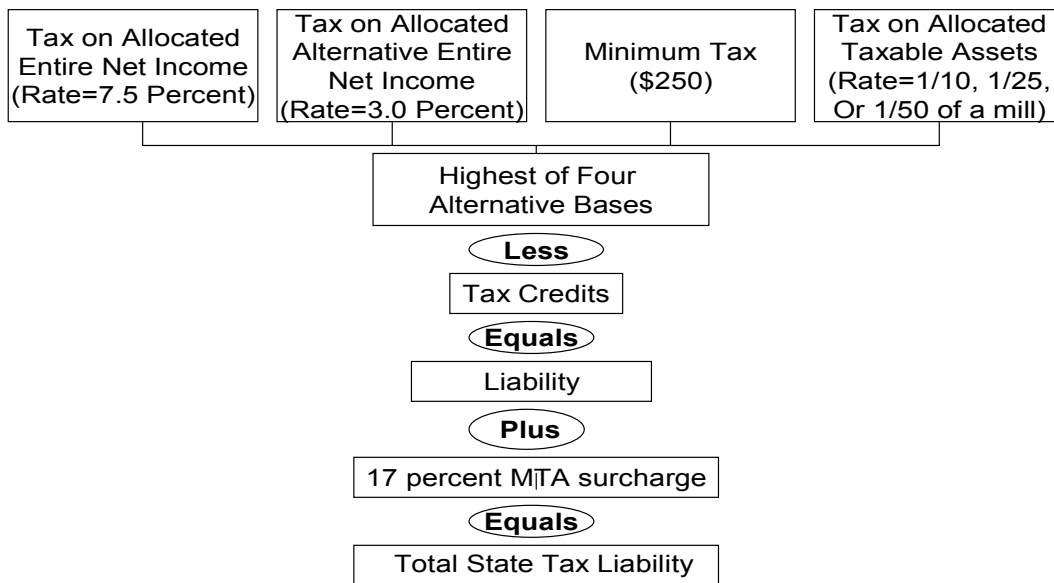 Tax on Allocated
Entire Net Income
(Rate=7.5 Percent)
Tax on Allocated
Alternative Entire
Net Income
(Rate=3.0 Percent)
Minimum Tax
($250)
Tax on Allocated
Taxable Assets
(Rate=1/10, 1/25,
Or 1/50 of a mill)
Highest of Four
Alternative Bases
Less
Tax Credits
Equals
Liability
Plus
17 percent MTA surcharge
Equals
Total State Tax Liability